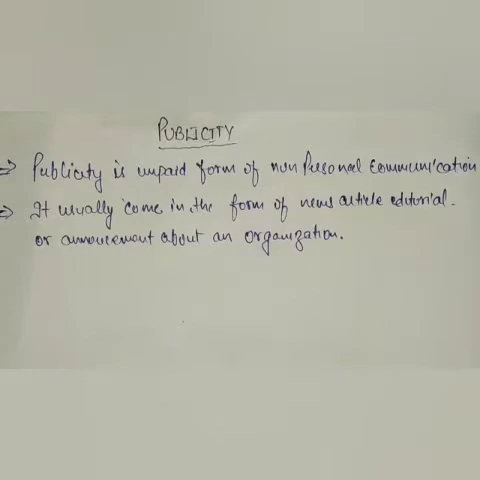 PUBLICITY
=> Publicity is unpaid form of non Personal Communication
=> It usually come in the form of news article editorial.
or annoucement about an organization.